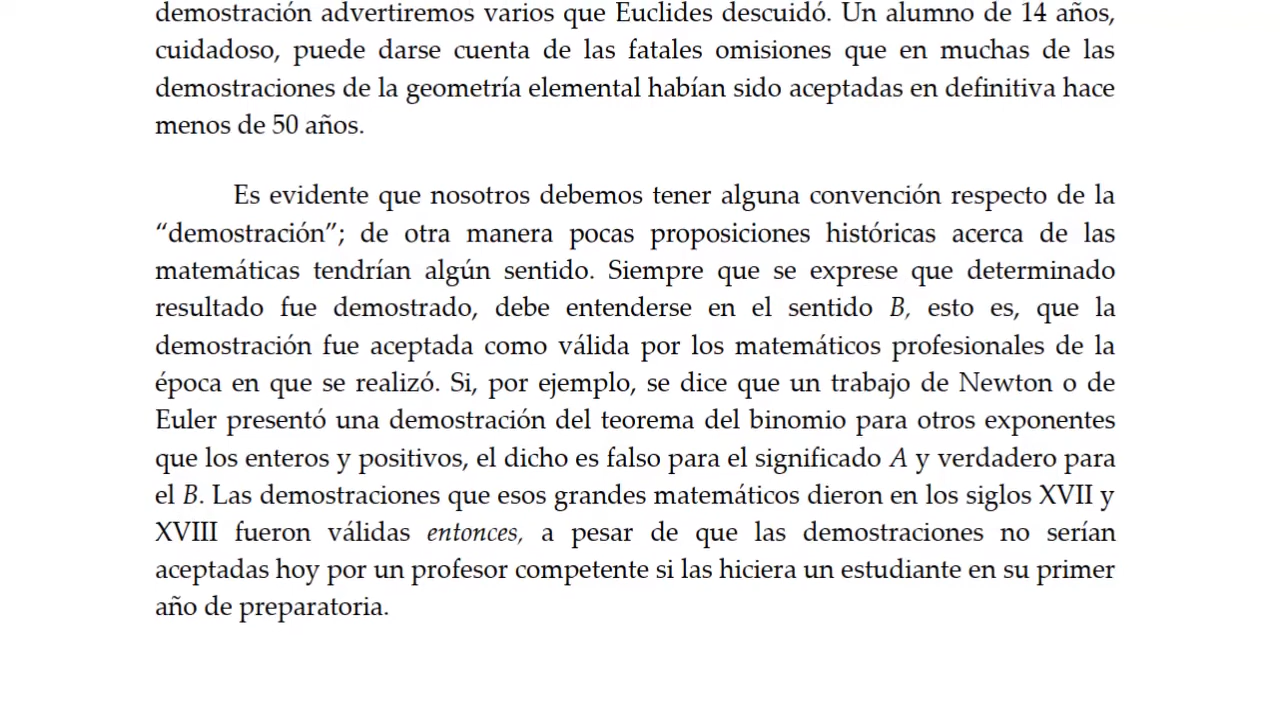 demostración advertiremos varios que Euclides descuidó. Un alumno de 14 años,
cuidadoso, puede darse cuenta de las fatales omisiones que en muchas de las
demostraciones de la geometría elemental habían sido aceptadas en definitiva hace
menos de 50 años.
Es evidente que nosotros debemos tener alguna convención respecto de la
“demostración”; de otra manera pocas proposiciones históricas acerca de las
matemáticas tendrían algún sentido. Siempre que se exprese que determinado
resultado fue demostrado, debe entenderse en el sentido B, esto es, que la
demostración fue aceptada como válida por los matemáticos profesionales de la
época en que se realizó. Si, por ejemplo, se dice que un trabajo de Newton o de
Euler presentó una demostración del teorema del binomio para otros exponentes
que los enteros y positivos, el dicho es falso para el significado A y verdadero para
el B. Las demostraciones que esos grandes matemáticos dieron en los siglos XVII y
XVIII fueron válidas entonces, a pesar de que las demostraciones no serían
aceptadas hoy por un profesor competente si las hiciera un estudiante en su primer
año de preparatoria.